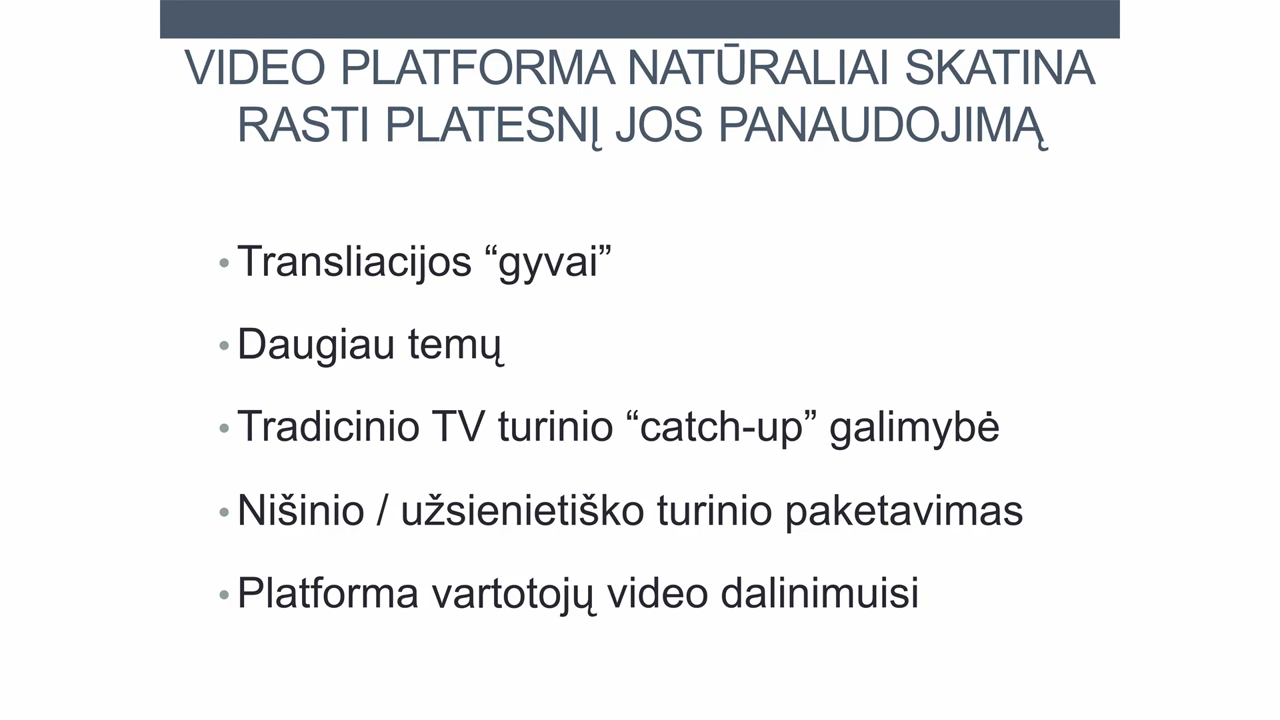 VIDEO PLATFORMA NATŪRALIAI SKATINA
RASTI PLATESNĮ JOS PANAUDOJIMĄ
• Transliacijos “gyvai”
• Daugiau temų
• Tradicinio TV turinio “catch-up” galimybė
• Nišinio / užsienietiško turinio paketavimas
• Platforma vartotojų video dalinimuisi